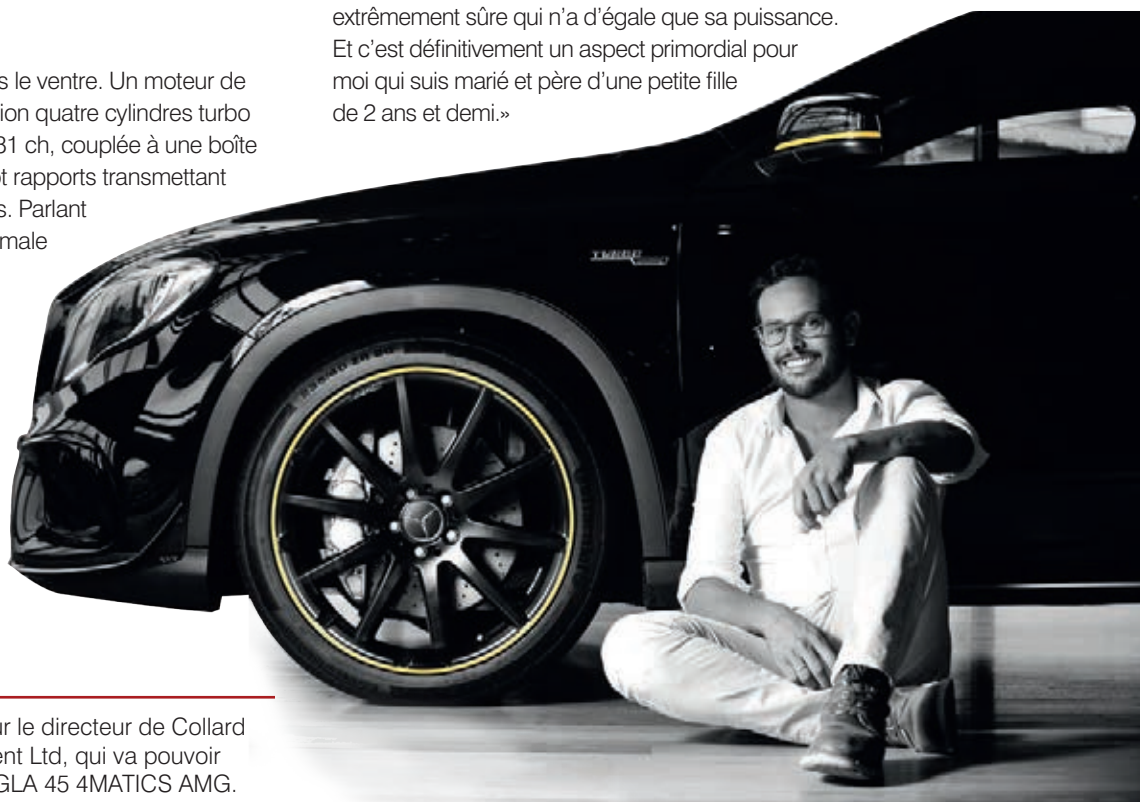 s le ventre. Un moteur de
ion quatre cylindres turbo
31 ch, couplée à une boîte
t rapports transmettant
s. Parlant
male
extrêmement sûre qui n’a d’égale que sa puissance.
Et c’est définitivement un aspect primordial pour
moi qui suis marié et père d’une petite fille
de 2 ans et demi.»
TURBO
ur le directeur de Collard
ent Ltd, qui va pouvoir
GLA 45 4MATICS AMG.